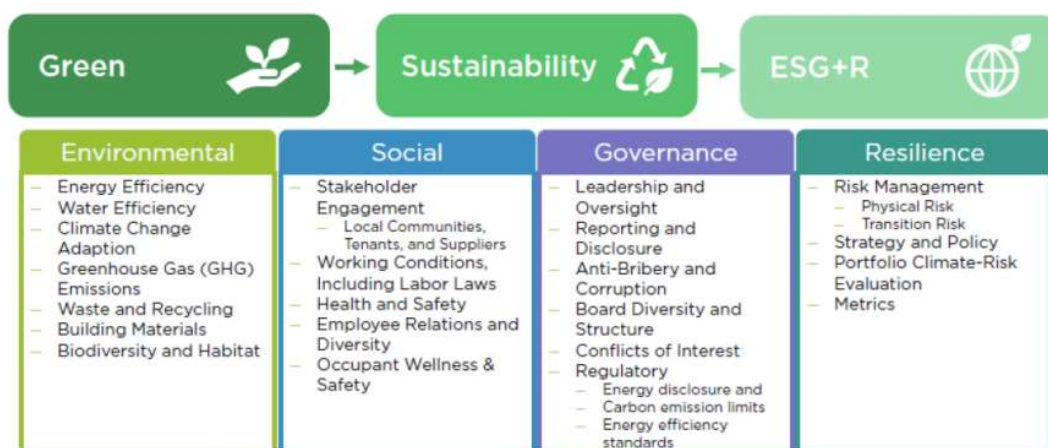 Green
Sustainability
ESG+R
Environmental
– Energy Efficiency
– Water Efficiency
– Climate Change
Adaption
– Greenhouse Gas (GHG)
Emissions
– Waste and Recycling
– Building Materials
– Biodiversity and Habitat
Social
– Stakeholder
Engagement
– Local Communities,
Tenants, and Suppliers
– Working Conditions,
Including Labor Laws
– Health and Safety
– Employee Relations and
Diversity
– Occupant Wellness &
Safety
Governance
– Leadership and
Oversight
– Reporting and
Disclosure
– Anti-Bribery and
Corruption
– Board Diversity and
Structure
– Conflicts of Interest
– Regulatory
– Energy disclosure and
– Carbon emission limits
– Energy efficiency
standards
Resilience
– Risk Management
– Physical Risk
– Transition Risk
– Strategy and Policy
– Portfolio Climate-Risk
Evaluation
– Metrics